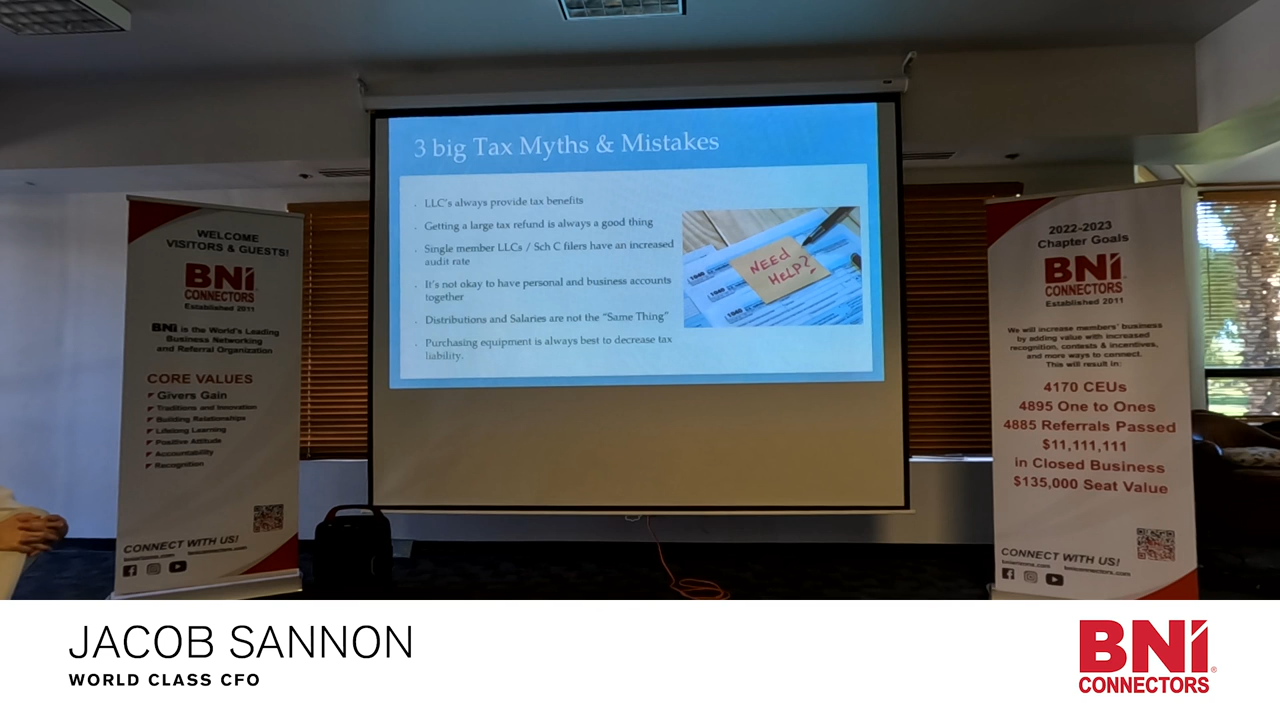 3 big Tax Myths & Mistakes
LLC's always provide tax benefits
Getting a large tax refund is always a good thing
Single member LLCs / Sch C filers have an increased
audit rate
It's not okay to have personal and business accounts
together
Distributions and Salaries are not the “Same Thing”
Purchasing equipment is always best to decrease tax
liability.
NEED
HELP?
1040
1040
1040
WELCOME
VISITORS & GUESTS!
BNI
CONNECTORS
Established 2011
BNI is the World's Leading
Business Networking
and Referral Organization
CORE VALUES
Givers Gain
Traditions and Innovation
Building Relationships
Lifelong Learning
Positive Attitude
Accountability
Recognition
CONNECT WITH US!
bniconnectors.com
2022-2023
Chapter Goals
BNI
CONNECTORS
Established 2011
We will increase members' business
by adding value with increased
recognition, contests & incentives,
and more ways to connect.
This will result in:
4170 CEUs
4895 One to Ones
4885 Referrals Passed
$11,111,111
in Closed Business
$135,000 Seat Value
CONNECT WITH US!
bniconnectors.com
JACOB SANNON
WORLD CLASS CFO
BNI®
CONNECTORS